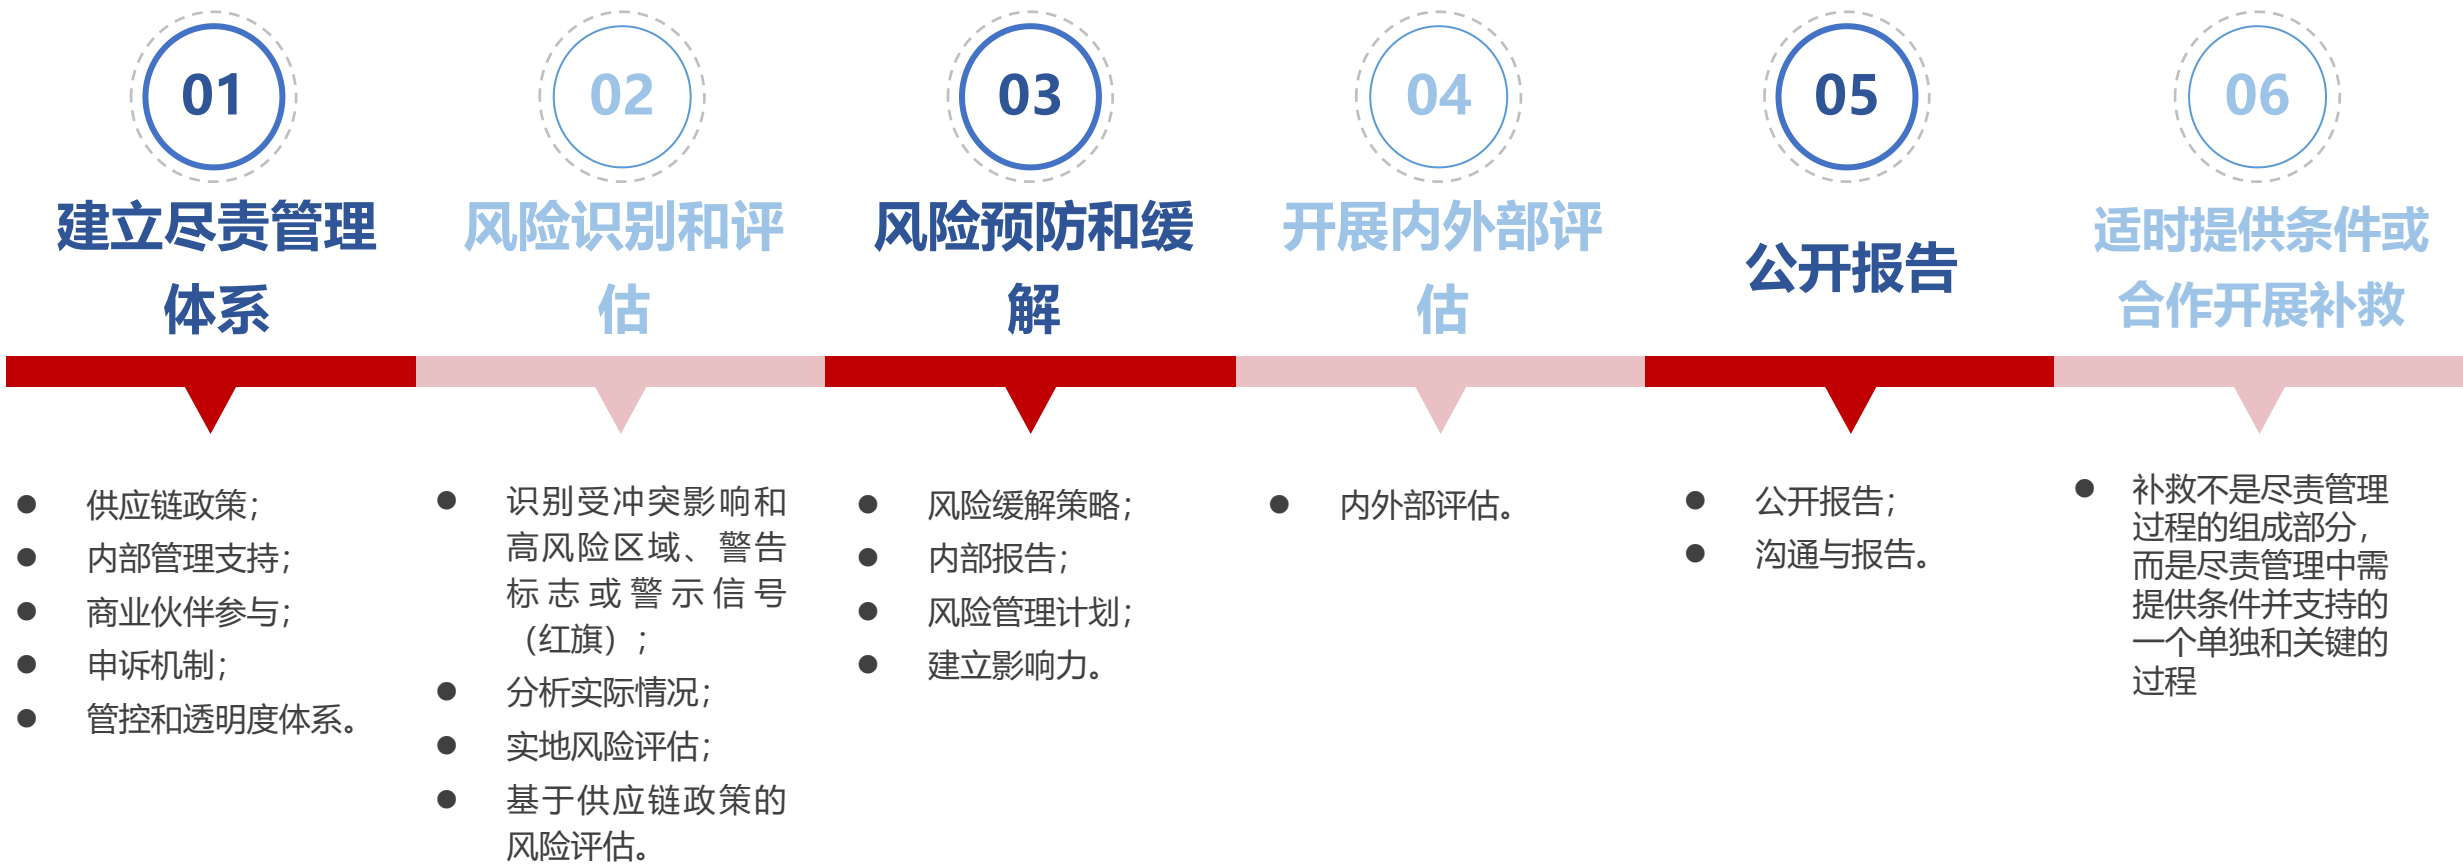 01
建立尽责管理
体系
供应链政策；
内部管理支持；
商业伙伴参与；
申诉机制；
管控和透明度体系。
02
风险识别和评
估
识别受冲突影响和
高风险区域、警告
标志或警示信号
（红旗）；
分析实际情况；
实地风险评估；
基于供应链政策的
风险评估。
03
风险预防和缓
解
风险缓解策略；
内部报告；
风险管理计划；
建立影响力。
04
开展内外部评
估
内外部评估。
05
公开报告
公开报告；
沟通与报告。
06
适时提供条件或
合作开展补救
补救不是尽责管理
过程的组成部分，
而是尽责管理中需
提供条件并支持的
一个单独和关键的
过程